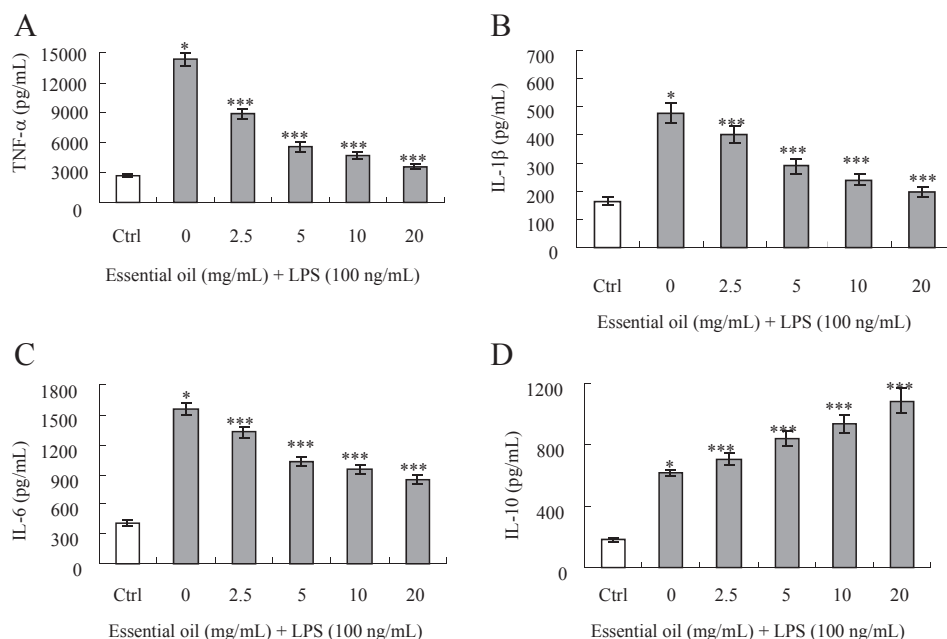 A
TNF-α (pg/mL)
15000
12000
9000
6000
3000
0
* *** *** *** ***
Ctrl 0 2.5 5 10 20
Essential oil (mg/mL) + LPS (100 ng/mL)
B
IL-1β (pg/mL)
700
600
500
400
300
200
100
0
* *** *** *** ***
Ctrl 0 2.5 5 10 20
Essential oil (mg/mL) + LPS (100 ng/mL)
C
IL-6 (pg/mL)
1800
1500
1200
900
600
300
0
* *** *** *** ***
Ctrl 0 2.5 5 10 20
Essential oil (mg/mL) + LPS (100 ng/mL)
D
IL-10 (pg/mL)
1200
800
400
0
* *** *** *** ***
Ctrl 0 2.5 5 10 20
Essential oil (mg/mL) + LPS (100 ng/mL)